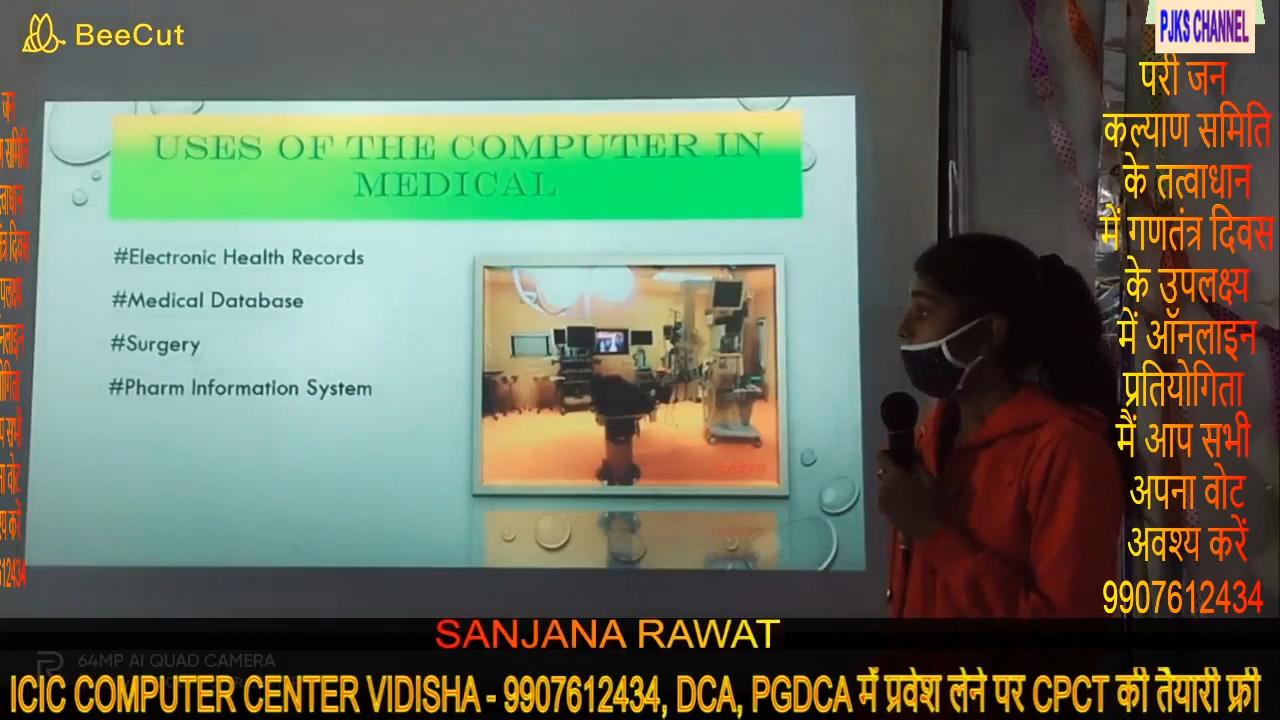 BeeCut
PJKS CHANNEL
USES OF THE COMPUTER IN
MEDICAL
#Electronic Health Records
#Medical Database
#Surgery
#Pharm Information System
परी जन
कल्याण समिति
के तत्वाधान
में गणतंत्र दिवस
के उपलक्ष्य
में ऑनलाइन
प्रतियोगिता
मैं आप सभी
अपना वोट
अवश्य करें
9907612434
SANJANA RAWAT
64MP AI QUAD CAMERA
ICIC COMPUTER CENTER VIDISHA - 9907612434, DCA, PGDCA में प्रवेश लेने पर CPCT की तैयारी फ्री